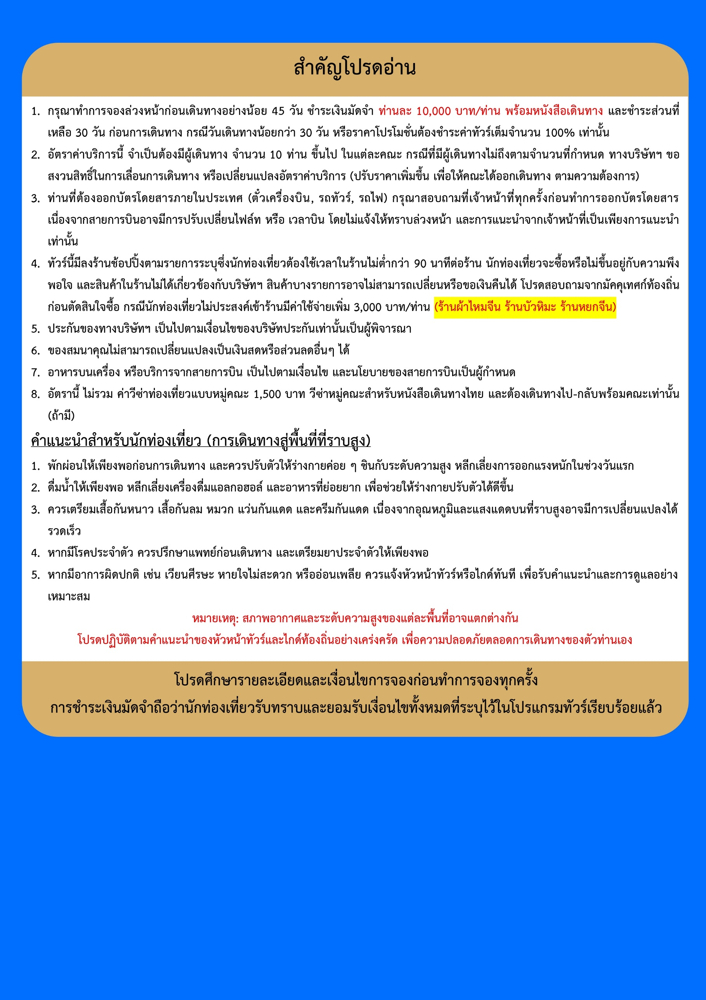 สำคัญโปรดอ่าน
1. กรุณาทำการจองล่วงหน้าก่อนเดินทางอย่างน้อย 45 วัน ชำระเงินมัดจำ ท่านละ 10,000 บาท/ท่าน พร้อมหนังสือเดินทาง และชำระส่วนที่
เหลือ 30 วัน ก่อนการเดินทาง กรณีวันเดินทางน้อยกว่า 30 วัน หรือราคาโปรโมชั่นต้องชำระค่าทัวร์เต็มจำนวน 100% เท่านั้น
2. อัตราค่าบริการนี้ จำเป็นต้องมีผู้เดินทาง จำนวน 10 ท่าน ขึ้นไป ในแต่ละคณะ กรณีที่มีผู้เดินทางไม่ถึงตามจำนวนที่กำหนด ทางบริษัทฯ ขอ
สงวนสิทธิ์ในการเลื่อนการเดินทาง หรือเปลี่ยนแปลงอัตราค่าบริการ (ปรับราคาเพิ่มขึ้น เพื่อให้คณะได้ออกเดินทาง ตามความต้องการ)
3. ท่านที่ต้องออกบัตรโดยสารภายในประเทศ (ตั๋วเครื่องบิน, รถทัวร์, รถไฟ) กรุณาสอบถามที่เจ้าหน้าที่ทุกครั้งก่อนทำการออกบัตรโดยสาร
เนื่องจากสายการบินอาจมีการปรับเปลี่ยนไฟล์ท หรือ เวลาบิน โดยไม่แจ้งให้ทราบล่วงหน้า และการแนะนำจากเจ้าหน้าที่เป็นเพียงการแนะนำ
เท่านั้น
4. ทัวร์นี้มีลงร้านช้อปปิ้งตามรายการระบุซึ่งนักท่องเที่ยวต้องใช้เวลาในร้านไม่ต่ำกว่า 90 นาทีต่อร้าน นักท่องเที่ยวจะซื้อหรือไม่ขึ้นอยู่กับความพึง
พอใจ และสินค้าในร้านไม่ได้เกี่ยวข้องกับบริษัทฯ สินค้าบางรายการอาจไม่สามารถเปลี่ยนหรือขอเงินคืนได้ โปรดสอบถามจากมัคคุเทศก์ท้องถิ่น
ก่อนตัดสินใจซื้อ กรณีนักท่องเที่ยวไม่ประสงค์เข้าร้านมีค่าใช้จ่ายเพิ่ม 3,000 บาท/ท่าน (ร้านผ้าไหมจีน ร้านบัวหิมะ ร้านหยกจีน)
5. ประกันของทางบริษัทฯ เป็นไปตามเงื่อนไขของบริษัทประกันเท่านั้นเป็นผู้พิจารณา
6. ของสมนาคุณไม่สามารถเปลี่ยนแปลงเป็นเงินสดหรือส่วนลดอื่นๆ ได้
7. อาหารบนเครื่อง หรือบริการจากสายการบิน เป็นไปตามเงื่อนไข และนโยบายของสายการบินเป็นผู้กำหนด
8. อัตรานี้ ไม่รวม ค่าวีซ่าท่องเที่ยวแบบหมู่คณะ 1,500 บาท วีซ่าหมู่คณะสำหรับหนังสือเดินทางไทย และต้องเดินทางไป-กลับพร้อมคณะเท่านั้น
(ถ้ามี)
คำแนะนำสำหรับนักท่องเที่ยว (การเดินทางสู่พื้นที่ที่ราบสูง)
1. พักผ่อนให้เพียงพอก่อนการเดินทาง และควรปรับตัวให้ร่างกายค่อย ๆ ชินกับระดับความสูง หลีกเลี่ยงการออกแรงหนักในช่วงวันแรก
2. ดื่มน้ำให้เพียงพอ หลีกเลี่ยงเครื่องดื่มแอลกอฮอล์ และอาหารที่ย่อยยาก เพื่อช่วยให้ร่างกายปรับตัวได้ดีขึ้น
3. ควรเตรียมเสื้อกันหนาว เสื้อกันลม หมวก แว่นกันแดด และครีมกันแดด เนื่องจากอุณหภูมิและแสงแดดบนที่ราบสูงอาจมีการเปลี่ยนแปลงได้
รวดเร็ว
4. หากมีโรคประจำตัว ควรปรึกษาแพทย์ก่อนเดินทาง และเตรียมยาประจำตัวให้เพียงพอ
5. หากมีอาการผิดปกติ เช่น เวียนศีรษะ หายใจไม่สะดวก หรืออ่อนเพลีย ควรแจ้งหัวหน้าทัวร์หรือไกด์ทันที เพื่อรับคำแนะนำและการดูแลอย่าง
เหมาะสม
หมายเหตุ: สภาพอากาศและระดับความสูงของแต่ละพื้นที่อาจแตกต่างกัน
โปรดปฏิบัติตามคำแนะนำของหัวหน้าทัวร์และไกด์ท้องถิ่นอย่างเคร่งครัด เพื่อความปลอดภัยตลอดการเดินทางของตัวท่านเอง
โปรดศึกษารายละเอียดและเงื่อนไขการจองก่อนทำการจองทุกครั้ง
การชำระเงินมัดจำถือว่านักท่องเที่ยวรับทราบและยอมรับเงื่อนไขทั้งหมดที่ระบุไว้ในโปรแกรมทัวร์เรียบร้อยแล้ว